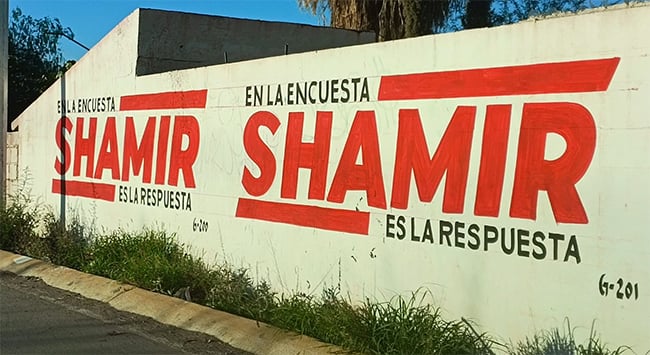 EN LA ENCUESTA
SHAMIR
ES LA RESPUESTA
G-200
EN LA ENCUESTA
SHAMIR
ES LA RESPUESTA
G-201